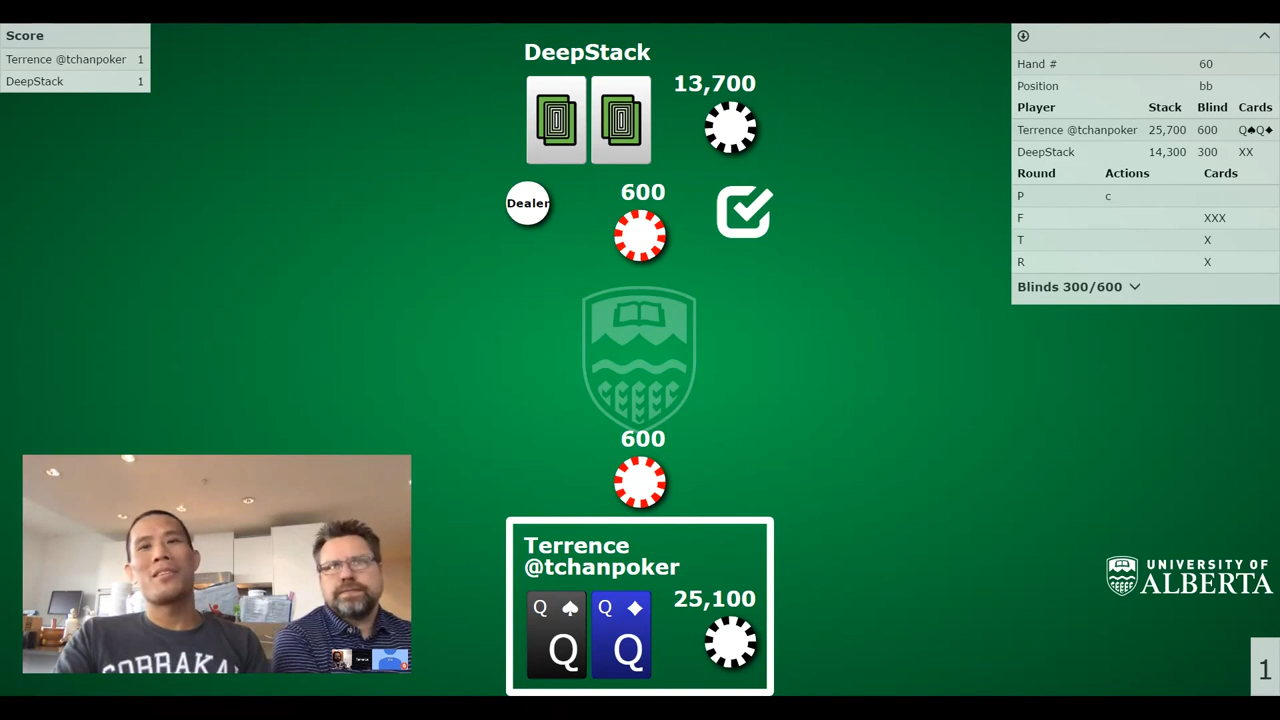 Score
Terrence @tchanpoker 1
DeepStack 1
DeepStack
13,700
Dealer
600
600
Terrence
@tchanpoker
25,100
Q♠ Q♦
Q Q
Hand # 60
Position bb
Player Stack Blind Cards
Terrence @tchanpoker 25,700 600 Q♠Q♦
DeepStack 14,300 300 XX
Round Actions Cards
P c
F XXX
T X
R X
Blinds 300/600
UNIVERSITY OF
ALBERTA
1